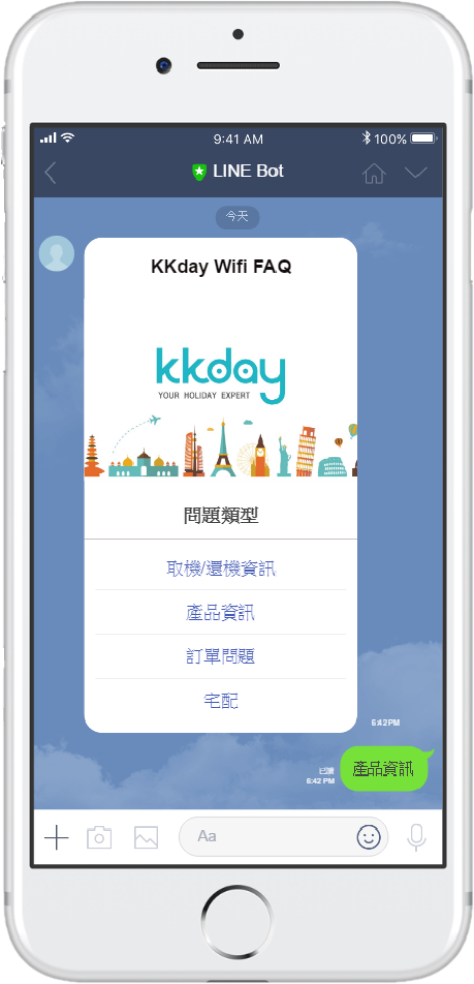 9:41 AM
100%
LINE Bot
今天
KKday Wifi FAQ
kkday
YOUR HOLIDAY EXPERT
問題類型
取機/還機資訊
產品資訊
訂單問題
宅配
6:42PM
產品資訊
已讀
6:42 PM
Aa